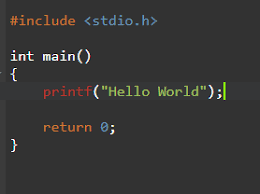 #include <stdio.h>
int main()
{
    printf("Hello World");
    return 0;
}